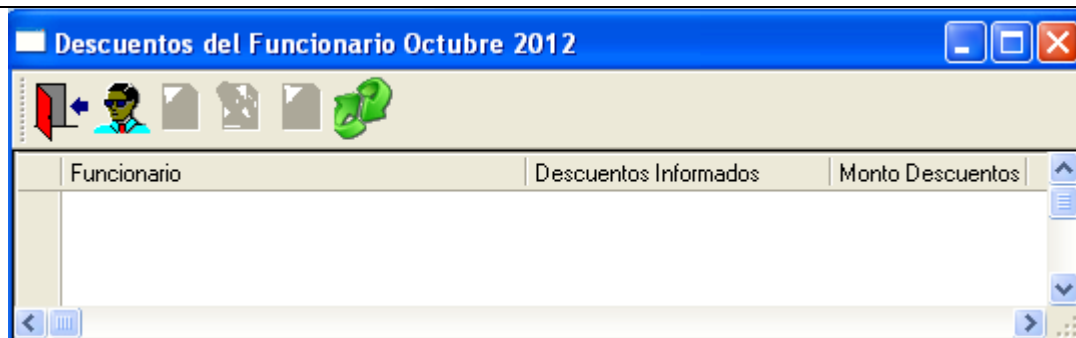 Descuentos del Funcionario Octubre 2012
Funcionario Descuentos Informados Monto Descuentos